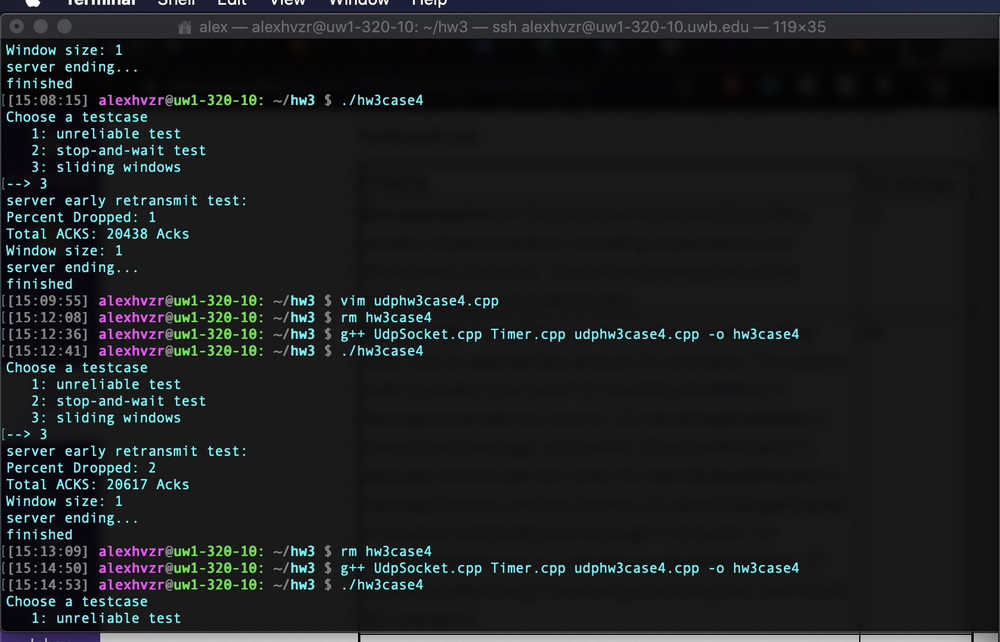 Terminal Shell Edit View Window Help
alex — alexhvzr@uw1-320-10: ~/hw3 — ssh alexhvzr@uw1-320-10.uwb.edu — 119×35
Window size: 1
server ending...
finished
[[15:08:15] alexhvzr@uw1-320-10: ~/hw3 $ ./hw3case4
Choose a testcase
   1: unreliable test
   2: stop-and-wait test
   3: sliding windows
[--> 3
server early retransmit test:
Percent Dropped: 1
Total ACKS: 20438 Acks
Window size: 1
server ending...
finished
[[15:09:55] alexhvzr@uw1-320-10: ~/hw3 $ vim udphw3case4.cpp
[[15:12:08] alexhvzr@uw1-320-10: ~/hw3 $ rm hw3case4
[[15:12:36] alexhvzr@uw1-320-10: ~/hw3 $ g++ UdpSocket.cpp Timer.cpp udphw3case4.cpp -o hw3case4
[[15:12:41] alexhvzr@uw1-320-10: ~/hw3 $ ./hw3case4
Choose a testcase
   1: unreliable test
   2: stop-and-wait test
   3: sliding windows
[--> 3
server early retransmit test:
Percent Dropped: 2
Total ACKS: 20617 Acks
Window size: 1
server ending...
finished
[[15:13:09] alexhvzr@uw1-320-10: ~/hw3 $ rm hw3case4
[[15:14:50] alexhvzr@uw1-320-10: ~/hw3 $ g++ UdpSocket.cpp Timer.cpp udphw3case4.cpp -o hw3case4
[[15:14:53] alexhvzr@uw1-320-10: ~/hw3 $ ./hw3case4
Choose a testcase
   1: unreliable test